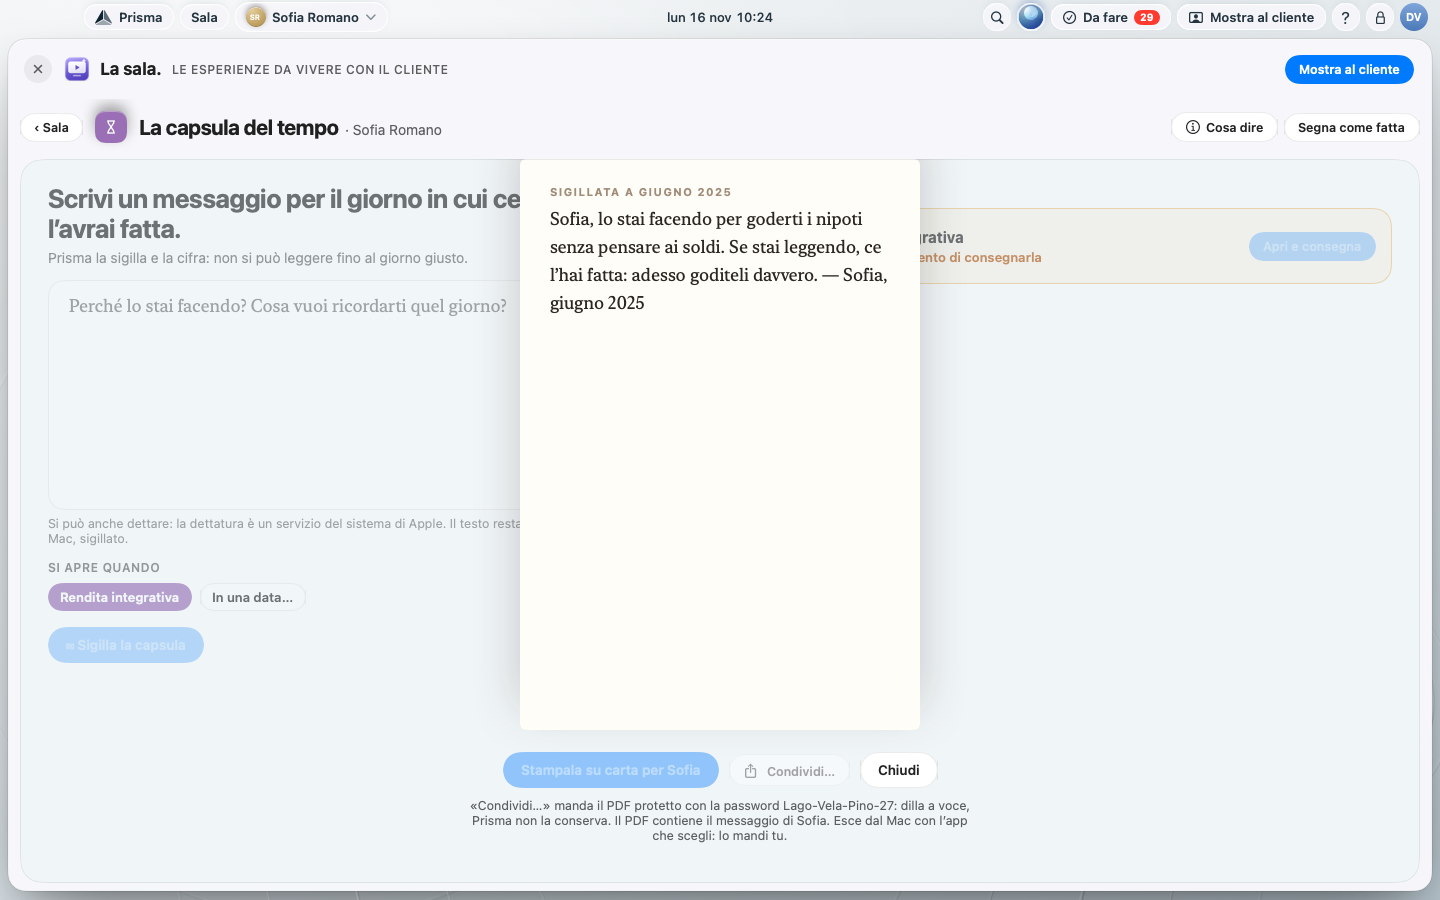 Prisma
Sala
SR Sofia Romano
lun 16 nov 10:24
Da fare 29
Mostra al cliente
?
DV
La sala. LE ESPERIENZE DA VIVERE CON IL CLIENTE
Mostra al cliente
‹ Sala
La capsula del tempo · Sofia Romano
Cosa dire
Segna come fatta
Scrivi un messaggio per il giorno in cui ce
l’avrai fatta.
Prisma la sigilla e la cifra: non si può leggere fino al giorno giusto.
Perché lo stai facendo? Cosa vuoi ricordarti quel giorno?
Si può anche dettare: la dettatura è un servizio del sistema di Apple. Il testo resta
Mac, sigillato.
SI APRE QUANDO
Rendita integrativa
In una data...
Sigilla la capsula
SIGILLATA A GIUGNO 2025
Sofia, lo stai facendo per goderti i nipoti
senza pensare ai soldi. Se stai leggendo, ce
l’hai fatta: adesso goditeli davvero. — Sofia,
giugno 2025
Apri e consegna
di consegnarla
Stampala su carta per Sofia
Condividi...
Chiudi
«Condividi...» manda il PDF protetto con la password Lago-Vela-Pino-27: dilla a voce,
Prisma non la conserva. Il PDF contiene il messaggio di Sofia. Esce dal Mac con l’app
che scegli: lo mandi tu.